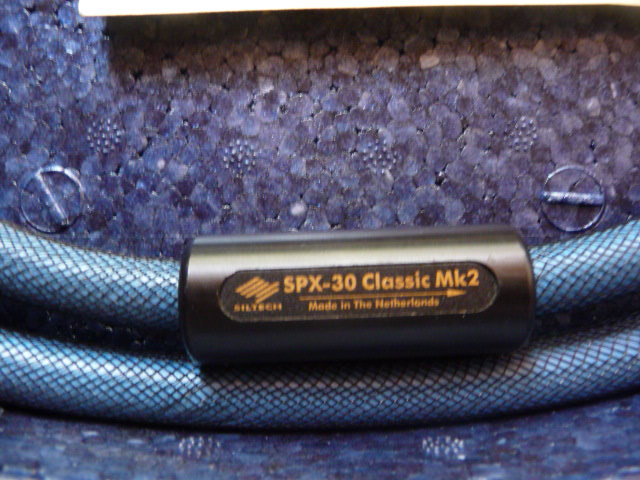 SILTECH
SPX-30 Classic Mk2
Made in The Netherlands